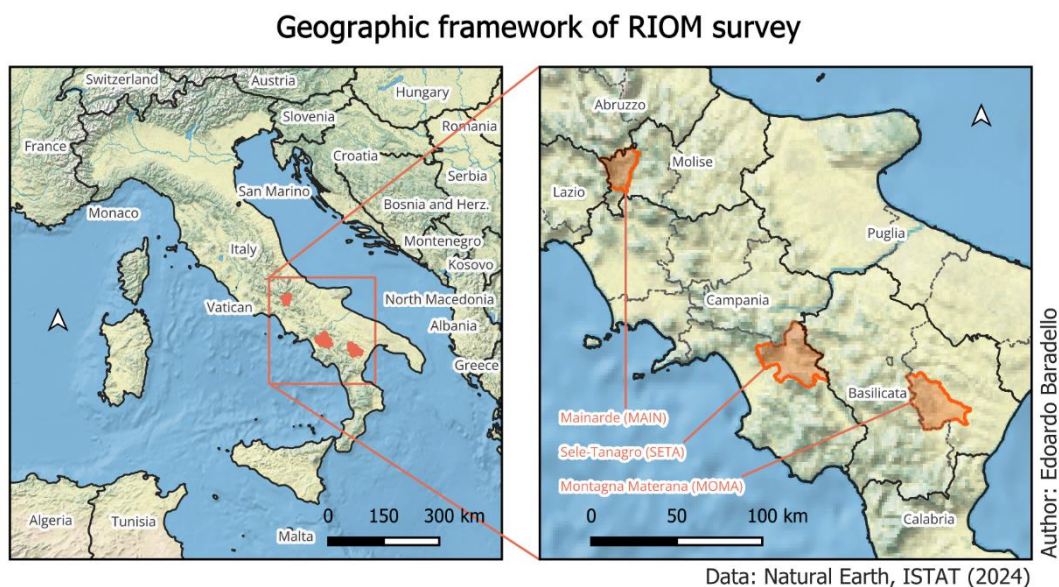 Geographic framework of RIOM survey
Switzerland
Austria
Hungary
Slovenia
Romania
France
Croatia
Serbia
San Marino
Bosnia and Herz.
Monaco
Montenegro
Italy
Kosovo
Vatican
North Macedonia
Albania
Greece
Algeria
Tunisia
Malta
0 150 300 km
Abruzzo
Molise
Lazio
Puglia
Campania
Basilicata
Mainarde (MAIN)
Sele-Tanagro (SETA)
Montagna Materana (MOMA)
Calabria
0 50 100 km
Author: Edoardo Baradello
Data: Natural Earth, ISTAT (2024)